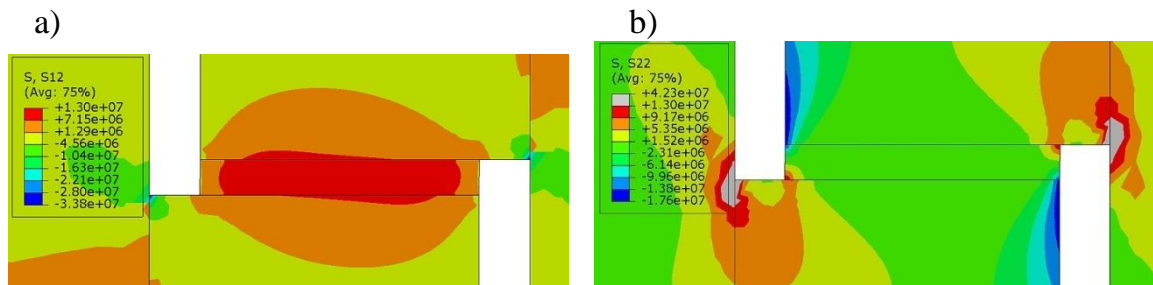 a)
S, S12
(Avg: 75%)
+1.30e+07
+7.15e+06
+1.29e+06
-4.56e+06
-1.04e+07
-1.63e+07
-2.21e+07
-2.80e+07
-3.38e+07
b)
S, S22
(Avg: 75%)
+4.23e+07
+1.30e+07
+9.17e+06
+5.35e+06
+1.52e+06
-2.31e+06
-6.14e+06
-9.96e+06
-1.38e+07
-1.76e+07